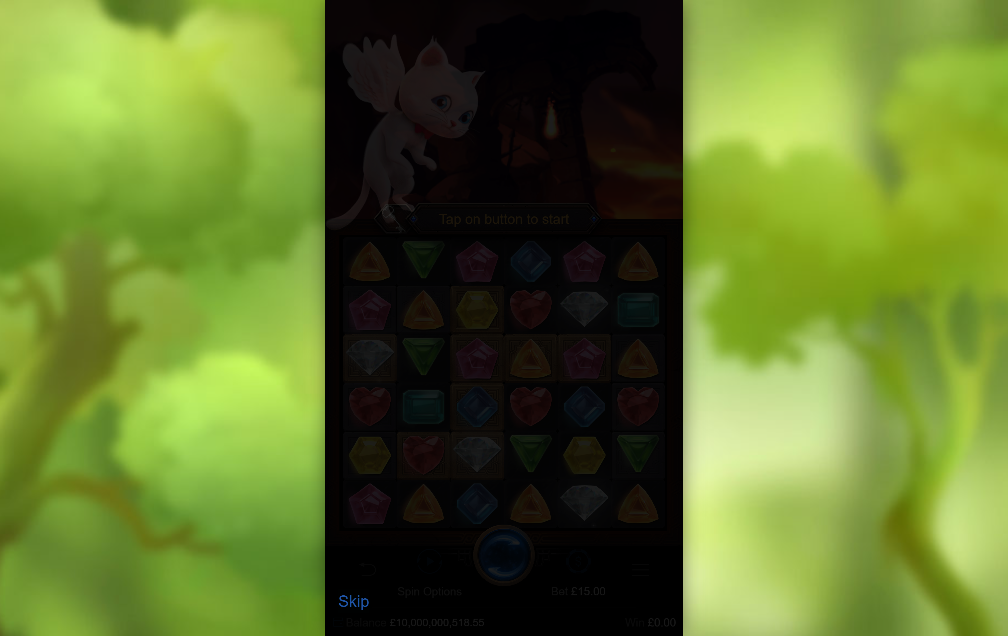 Tap on button to start
Spin Options
Bet £15.00
Skip
Balance £10,000,000,518.55
Win £0.00